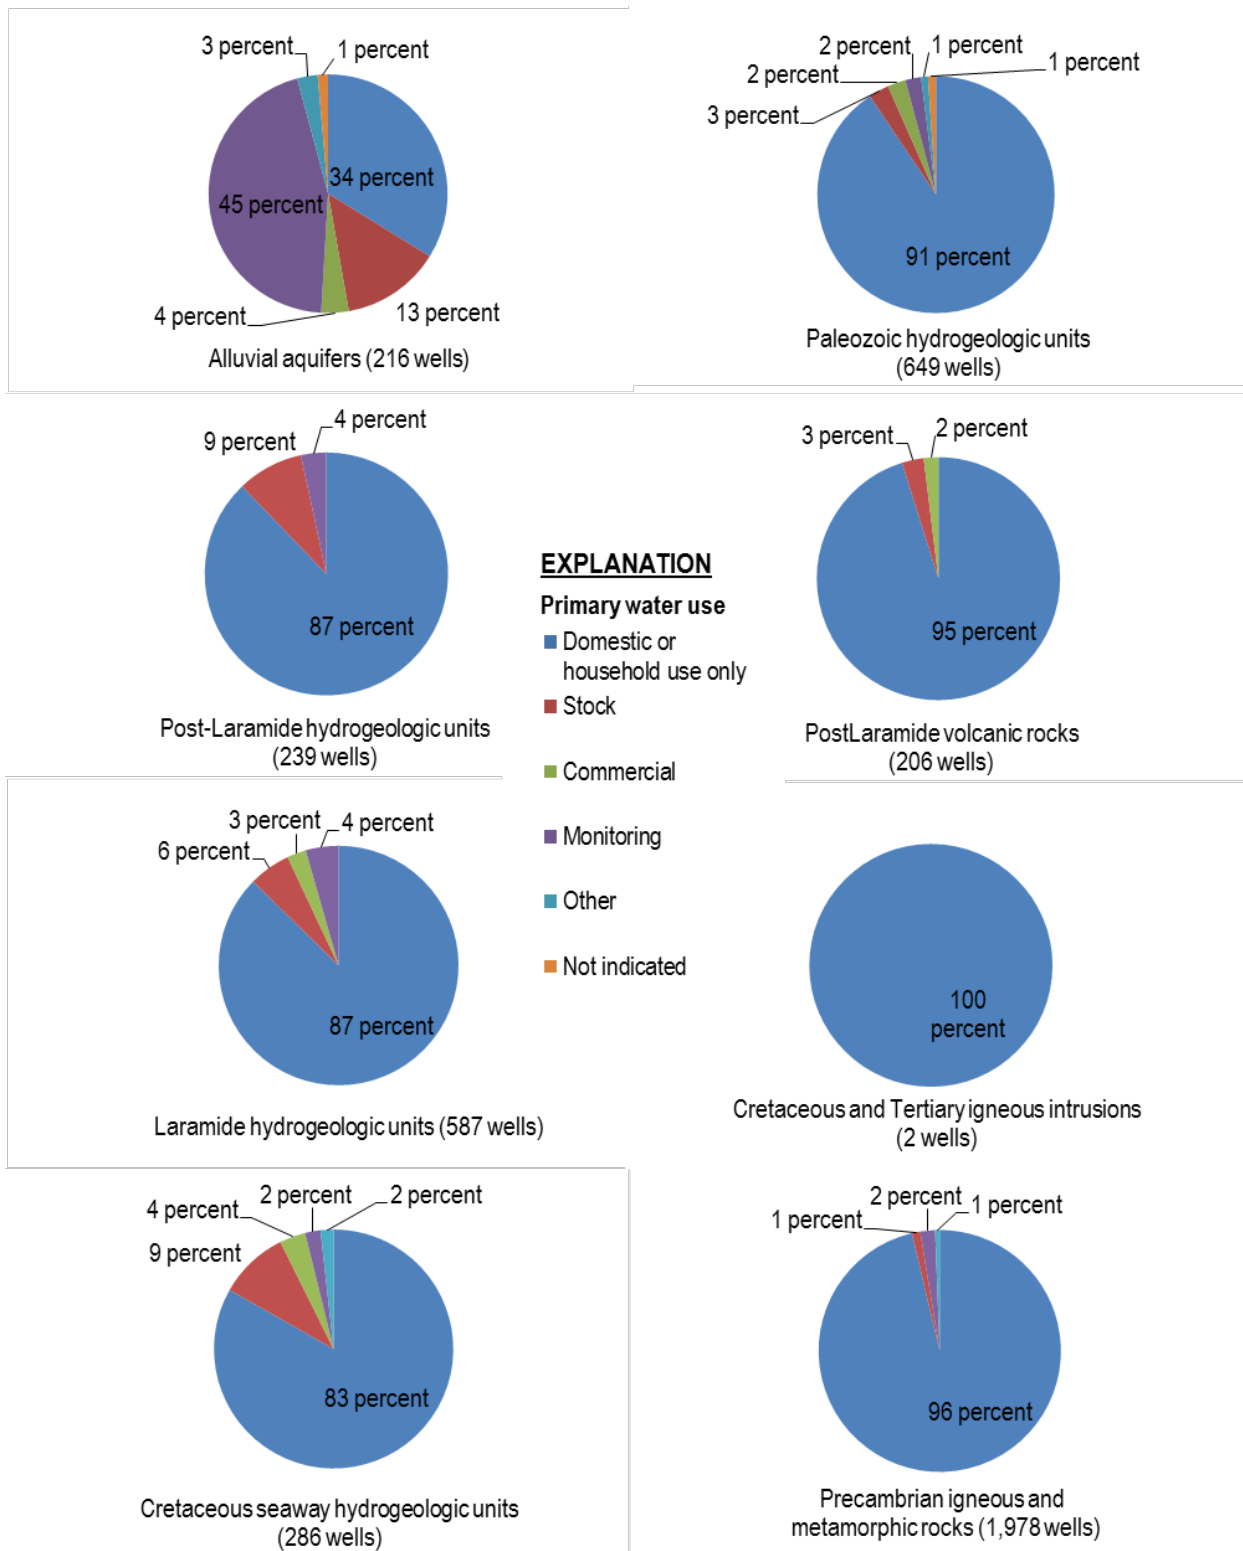 3 percent
1 percent
34 percent
45 percent
4 percent
13 percent
Alluvial aquifers (216 wells)
2 percent
1 percent
2 percent
1 percent
3 percent
91 percent
Paleozoic hydrogeologic units
(649 wells)
4 percent
9 percent
87 percent
Post-Laramide hydrogeologic units
(239 wells)
3 percent
2 percent
95 percent
PostLaramide volcanic rocks
(206 wells)
EXPLANATION
Primary water use
Domestic or
household use only
Stock
Commercial
Monitoring
Other
Not indicated
3 percent
4 percent
6 percent
87 percent
Laramide hydrogeologic units (587 wells)
100
percent
Cretaceous and Tertiary igneous intrusions
(2 wells)
2 percent
2 percent
4 percent
9 percent
83 percent
Cretaceous seaway hydrogeologic units
(286 wells)
2 percent
1 percent
1 percent
96 percent
Precambrian igneous and
metamorphic rocks (1,978 wells)